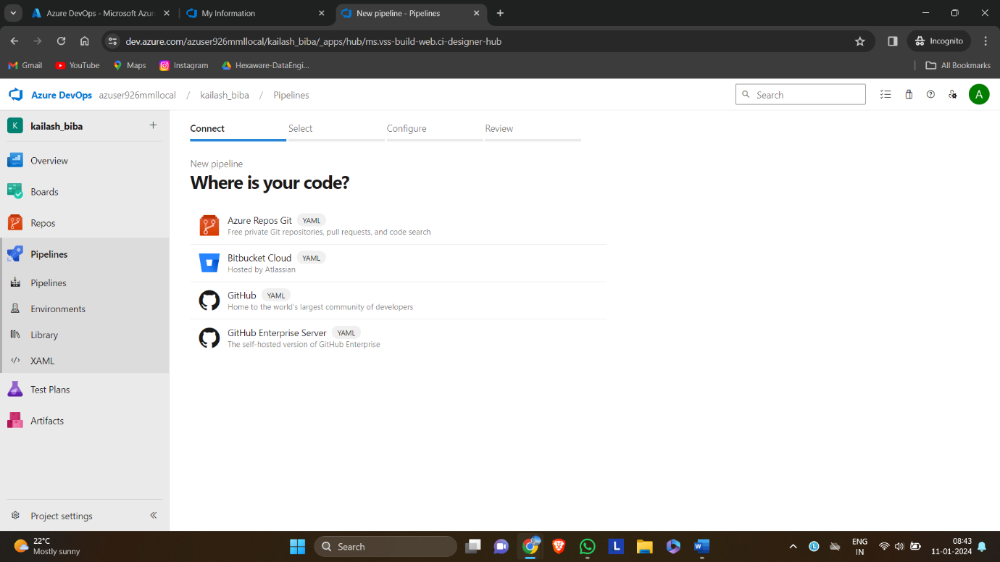 Azure DevOps - Microsoft Azur
My Information
New pipeline - Pipelines
dev.azure.com/azuser926mmllocal/kailash_biba/_apps/hub/ms.vss-build-web.ci-designer-hub
Incognito
Gmail
YouTube
Maps
Instagram
Hexaware-DataEngi...
All Bookmarks
Azure DevOps azuser926mmllocal / kailash_biba / Pipelines
Search
A
K kailash_biba
Overview
Boards
Repos
Pipelines
Pipelines
Environments
Library
XAML
Test Plans
Artifacts
Project settings
Connect Select Configure Review
New pipeline
Where is your code?
Azure Repos Git YAML
Free private Git repositories, pull requests, and code search
Bitbucket Cloud YAML
Hosted by Atlassian
GitHub YAML
Home to the world's largest community of developers
GitHub Enterprise Server YAML
The self-hosted version of GitHub Enterprise
22°C
Mostly sunny
Search
L
W
L
ENG
IN
08:43
11-01-2024